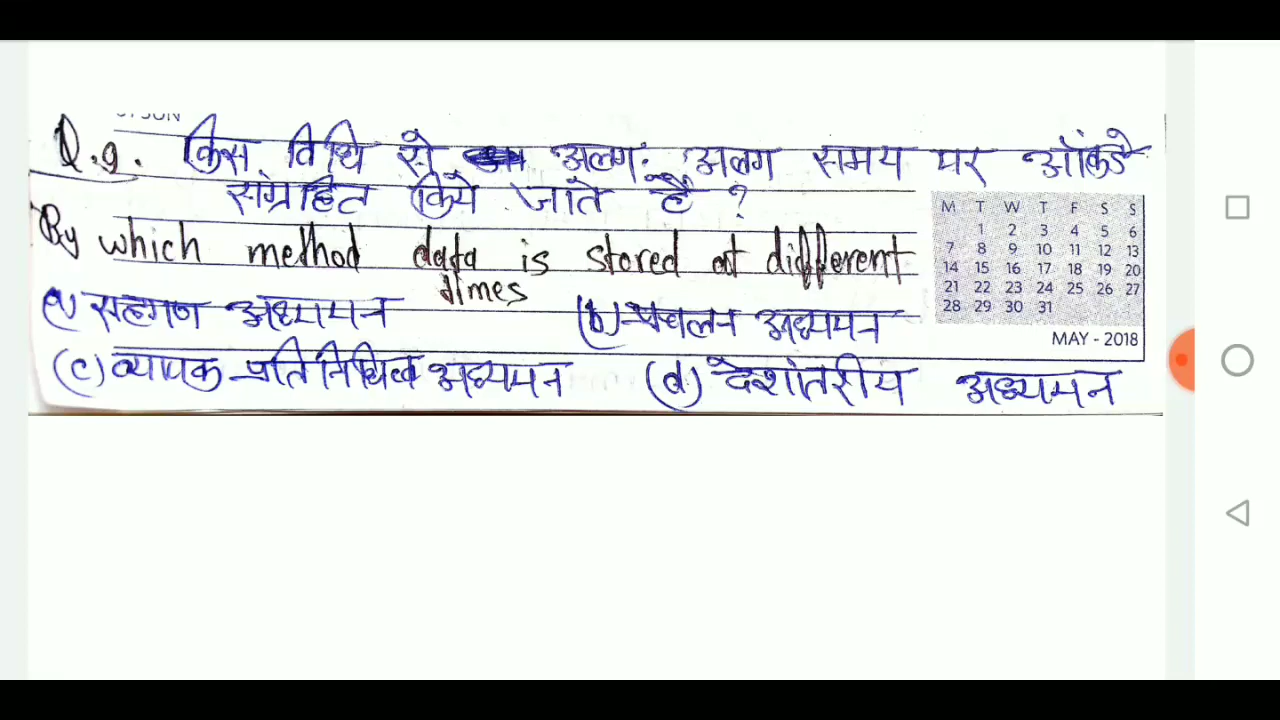 Q.9. किस विधि से अलग. अलग समय पर आंकडे
संग्रहित किये जाते है ?
By which method data is stored at different
times
(a) सहगण अध्ययन (b) प्रचलन अध्ययन
(c) व्यापक प्रतिनिधित्व अध्ययन (d) देशांतरीय अध्ययन
M T W T F S S
1 2 3 4 5 6
7 8 9 10 11 12 13
14 15 16 17 18 19 20
21 22 23 24 25 26 27
28 29 30 31
MAY - 2018